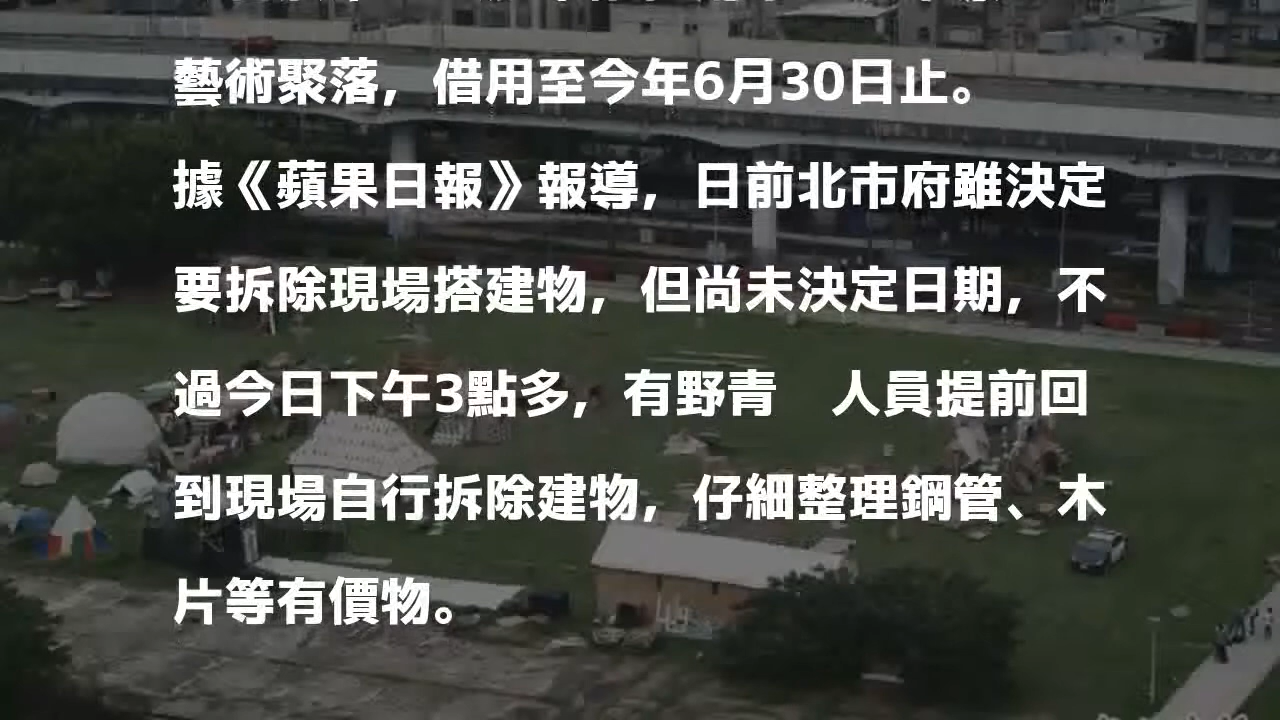 藝術聚落，借用至今年6月30日止。
據《蘋果日報》報導，日前北市府雖決定
要拆除現場搭建物，但尚未決定日期，不
過今日下午3點多，有野青　人員提前回
到現場自行拆除建物，仔細整理鋼管、木
片等有價物。